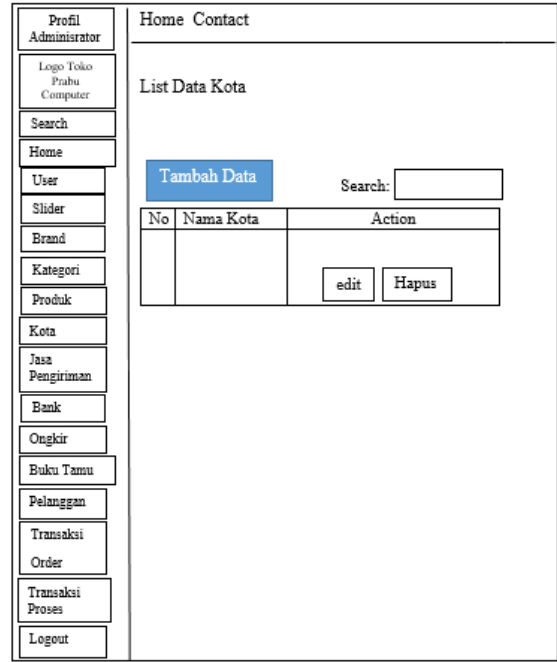 Profil
Adminisrator
Logo Toko
Prabu
Computer
Search
Home
User
Slider
Brand
Kategori
Produk
Kota
Jasa
Pengiriman
Bank
Ongkir
Buku Tamu
Pelanggan
Transaksi
Order
Transaksi
Proses
Logout
Home Contact
List Data Kota
Tambah Data
Search:
No Nama Kota Action
edit Hapus